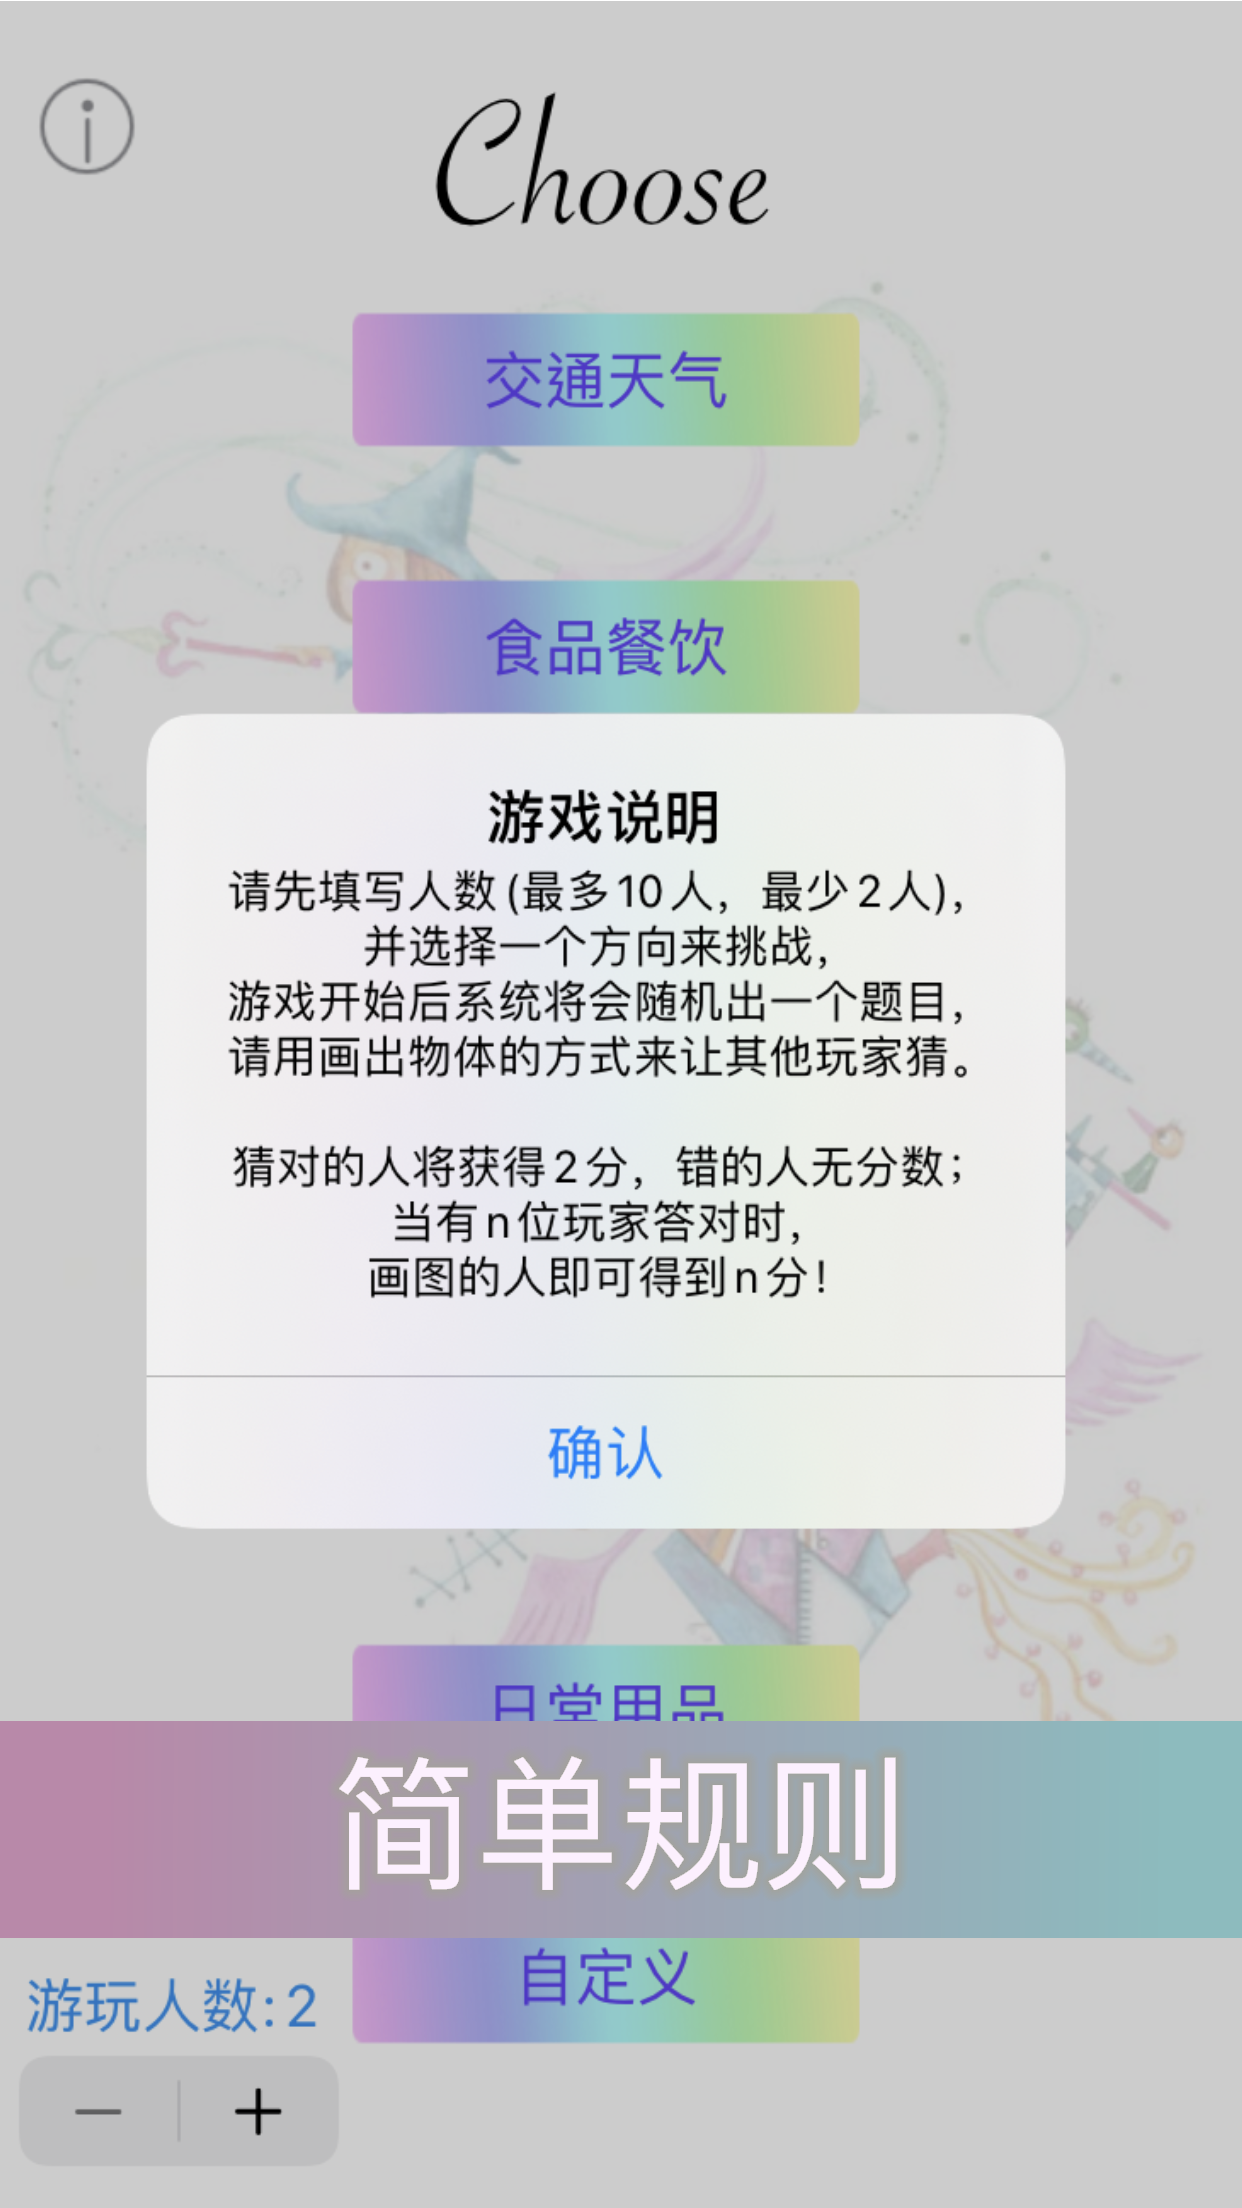 Choose
交通天气
食品餐饮
游戏说明
请先填写人数(最多10人，最少2人)，
并选择一个方向来挑战，
游戏开始后系统将会随机出一个题目，
请用画出物体的方式来让其他玩家猜。
猜对的人将获得2分，错的人无分数；
当有n位玩家答对时，
画图的人即可得到n分！
确认
日常用品
简单规则
自定义
游玩人数:2